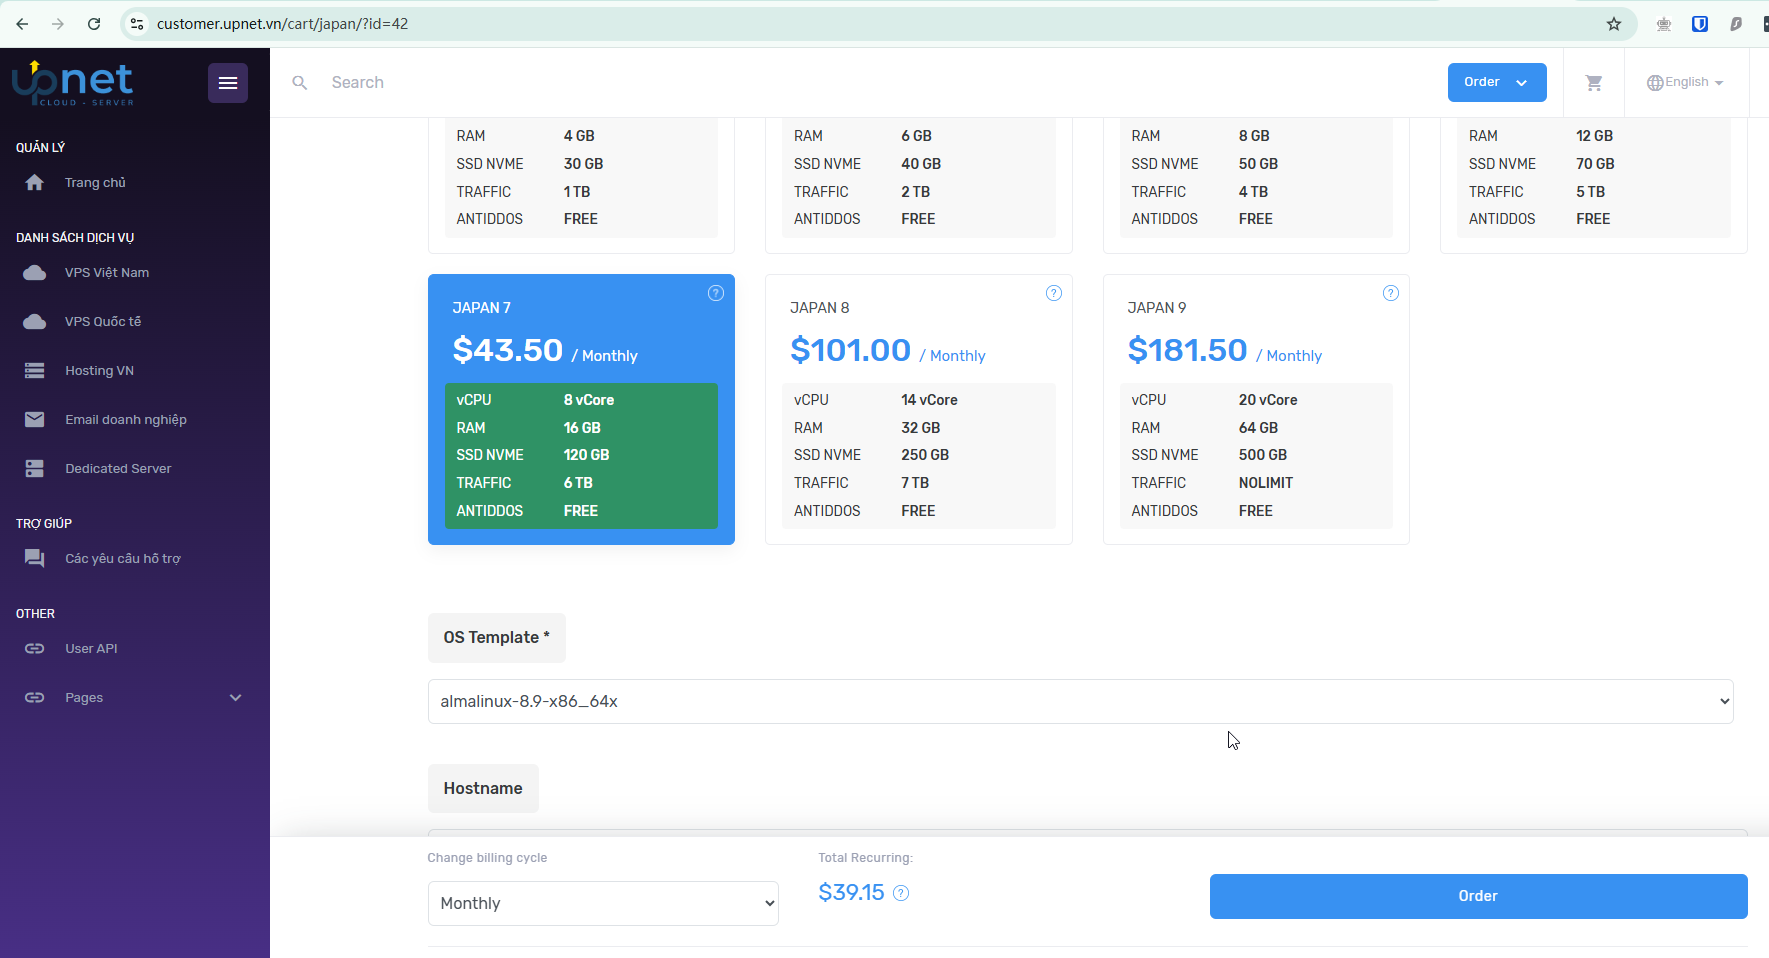 customer.upnet.vn/cart/japan/?id=42
upnet
CLOUD - SERVER
Search
Order
English
QUẢN LÝ
Trang chủ
DANH SÁCH DỊCH VỤ
VPS Việt Nam
VPS Quốc tế
Hosting VN
Email doanh nghiệp
Dedicated Server
TRỢ GIÚP
Các yêu cầu hỗ trợ
OTHER
User API
Pages
RAM 4 GB
SSD NVME 30 GB
TRAFFIC 1 TB
ANTIDDOS FREE
RAM 6 GB
SSD NVME 40 GB
TRAFFIC 2 TB
ANTIDDOS FREE
RAM 8 GB
SSD NVME 50 GB
TRAFFIC 4 TB
ANTIDDOS FREE
RAM 12 GB
SSD NVME 70 GB
TRAFFIC 5 TB
ANTIDDOS FREE
JAPAN 7
$43.50 / Monthly
vCPU 8 vCore
RAM 16 GB
SSD NVME 120 GB
TRAFFIC 6 TB
ANTIDDOS FREE
JAPAN 8
$101.00 / Monthly
vCPU 14 vCore
RAM 32 GB
SSD NVME 250 GB
TRAFFIC 7 TB
ANTIDDOS FREE
JAPAN 9
$181.50 / Monthly
vCPU 20 vCore
RAM 64 GB
SSD NVME 500 GB
TRAFFIC NOLIMIT
ANTIDDOS FREE
OS Template *
almalinux-8.9-x86_64x
Hostname
Change billing cycle
Monthly
Total Recurring:
$39.15
Order